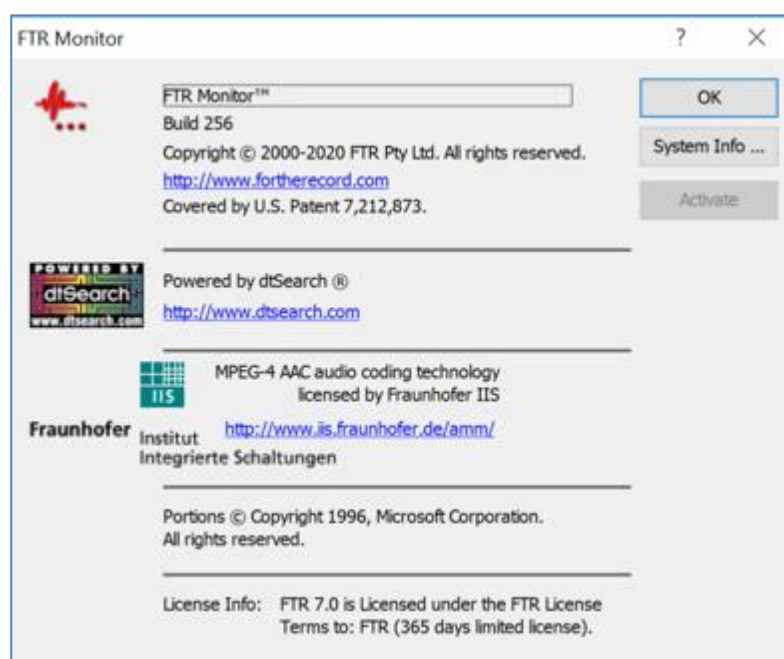 FTR Monitor ? ×
FTR Monitor™
OK
Build 256
Copyright © 2000-2020 FTR Pty Ltd. All rights reserved.
System Info ...
http://www.fortherecord.com
Activate
Covered by U.S. Patent 7,212,873.
POWERED BY
dtSearch
www.dtsearch.com
Powered by dtSearch ®
http://www.dtsearch.com
IIS
MPEG-4 AAC audio coding technology
licensed by Fraunhofer IIS
Fraunhofer Institut
Integrierte Schaltungen
http://www.iis.fraunhofer.de/amm/
Portions © Copyright 1996, Microsoft Corporation.
All rights reserved.
License Info: FTR 7.0 is Licensed under the FTR License
Terms to: FTR (365 days limited license).